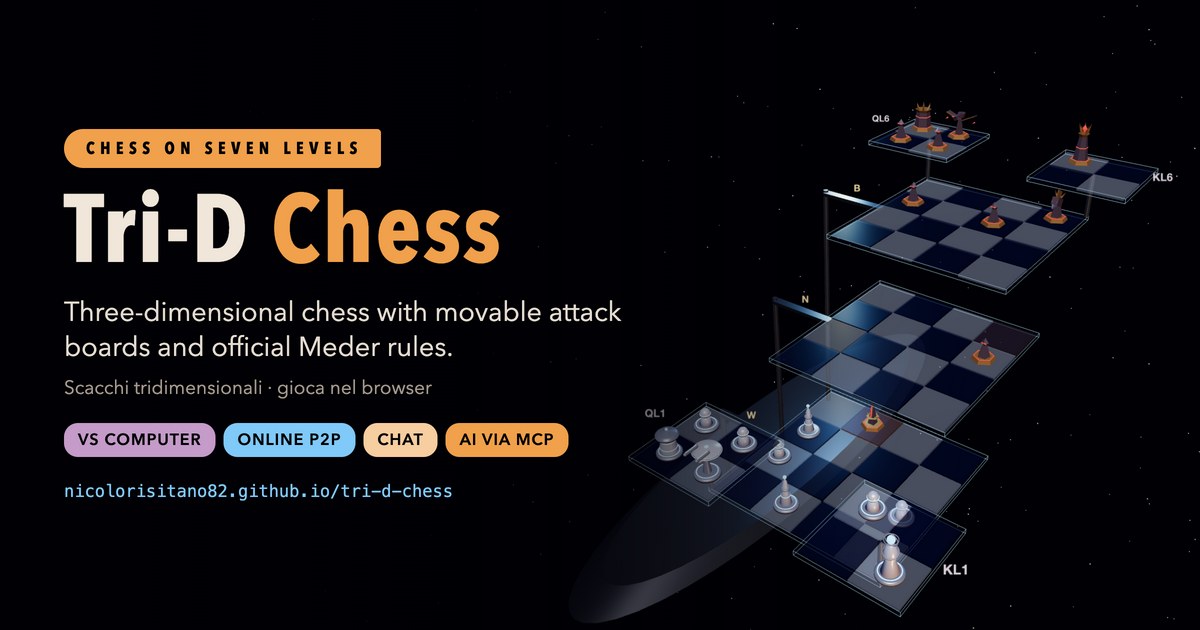 CHESS ON SEVEN LEVELS
Tri-D Chess
Three-dimensional chess with movable attack
boards and official Meder rules.
Scacchi tridimensionali · gioca nel browser
VS COMPUTER
ONLINE P2P
CHAT
AI VIA MCP
nicolorisitano82.github.io/tri-d-chess
QL6
KL6
B
N
QL1
W
KL1